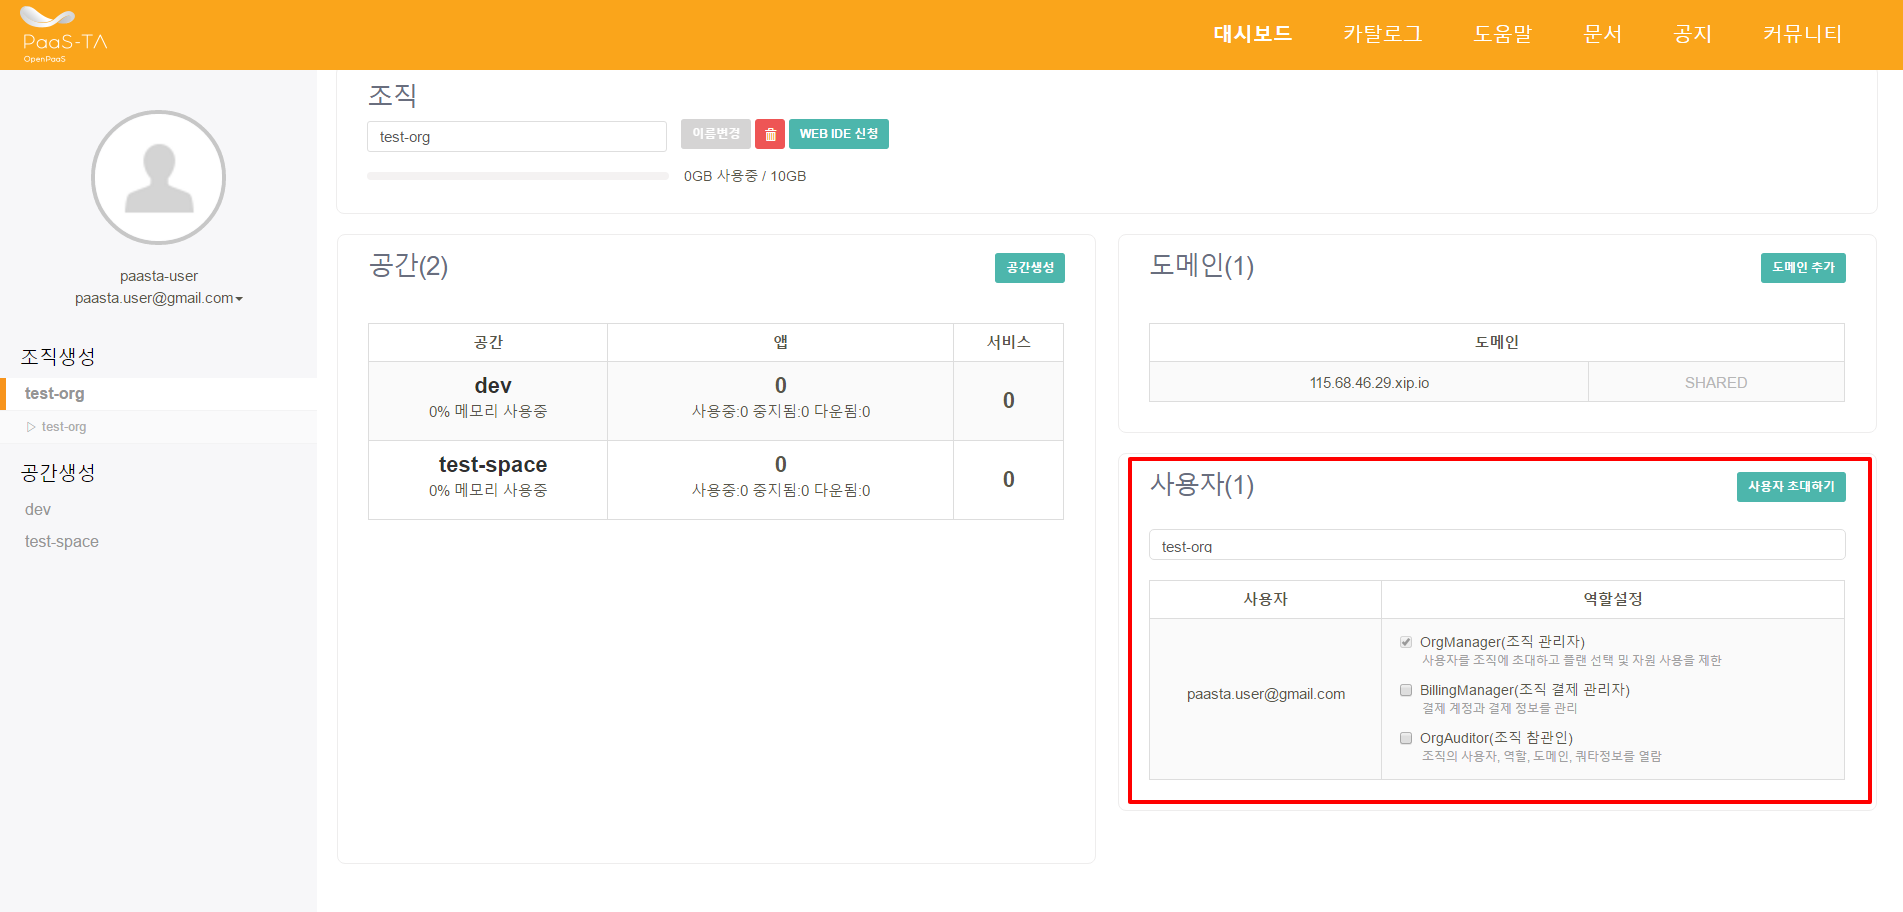 PaaS-TA
OpenPaaS
대시보드 카탈로그 도움말 문서 공지 커뮤니티
paasta-user
paasta.user@gmail.com
조직생성
test-org
test-org
공간생성
dev
test-space
조직
test-org 이름변경 WEB IDE 신청
0GB 사용중 / 10GB
공간(2) 공간생성
공간 앱 서비스
dev 0 0
0% 메모리 사용중 사용중:0 중지됨:0 다운됨:0
test-space 0 0
0% 메모리 사용중 사용중:0 중지됨:0 다운됨:0
도메인(1) 도메인 추가
도메인
115.68.46.29.xip.io SHARED
사용자(1) 사용자 초대하기
test-org
사용자 역할설정
paasta.user@gmail.com
OrgManager(조직 관리자)
사용자를 조직에 초대하고 플랜 선택 및 자원 사용을 제한
BillingManager(조직 결제 관리자)
결제 계정과 결제 정보를 관리
OrgAuditor(조직 참관인)
조직의 사용자, 역할, 도메인, 쿼타정보를 열람